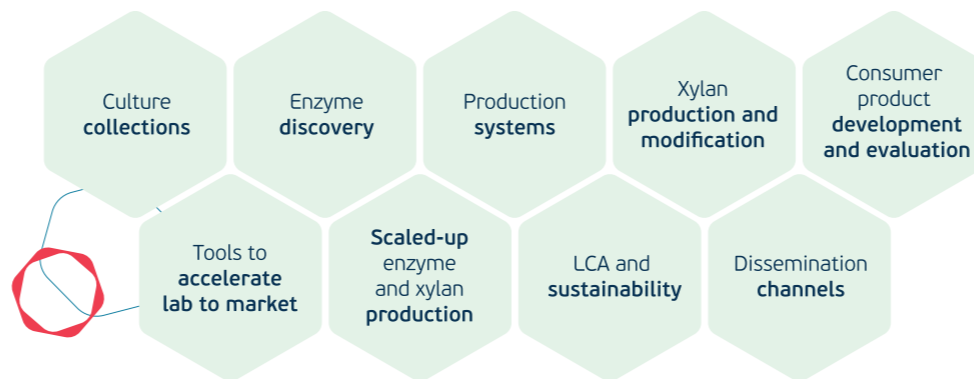 Culture
collections
Enzyme
discovery
Production
systems
Xylan
production and
modification
Consumer
product
development
and evaluation
Tools to
accelerate
lab to market
Scaled-up
enzyme
and xylan
production
LCA and
sustainability
Dissemination
channels